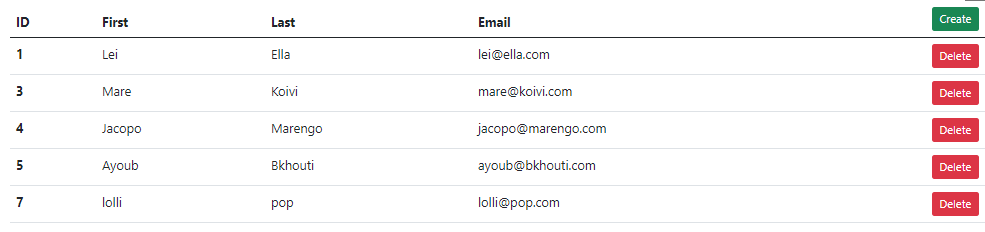 ID First Last Email Create
1 Lei Ella lei@ella.com Delete
3 Mare Koivi mare@koivi.com Delete
4 Jacopo Marengo jacopo@marengo.com Delete
5 Ayoub Bkhouti ayoub@bkhouti.com Delete
7 lolli pop lolli@pop.com Delete